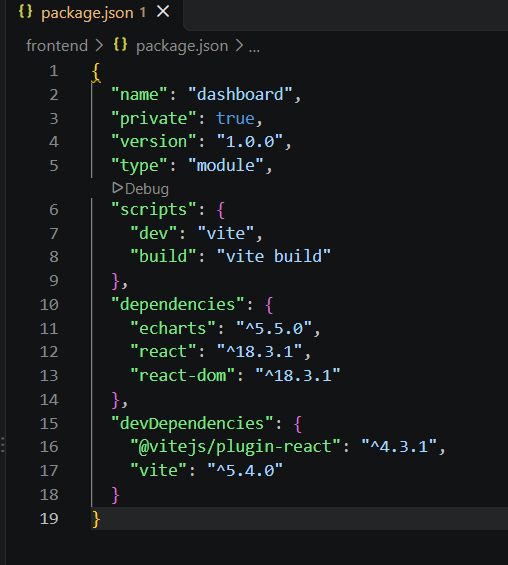 {} package.json 1 ×
frontend > {} package.json > ...
1 {
2 "name": "dashboard",
3 "private": true,
4 "version": "1.0.0",
5 "type": "module",
Debug
6 "scripts": {
7 "dev": "vite",
8 "build": "vite build"
9 },
10 "dependencies": {
11 "echarts": "^5.5.0",
12 "react": "^18.3.1",
13 "react-dom": "^18.3.1"
14 },
15 "devDependencies": {
16 "@vitejs/plugin-react": "^4.3.1",
17 "vite": "^5.4.0"
18 }
19 }